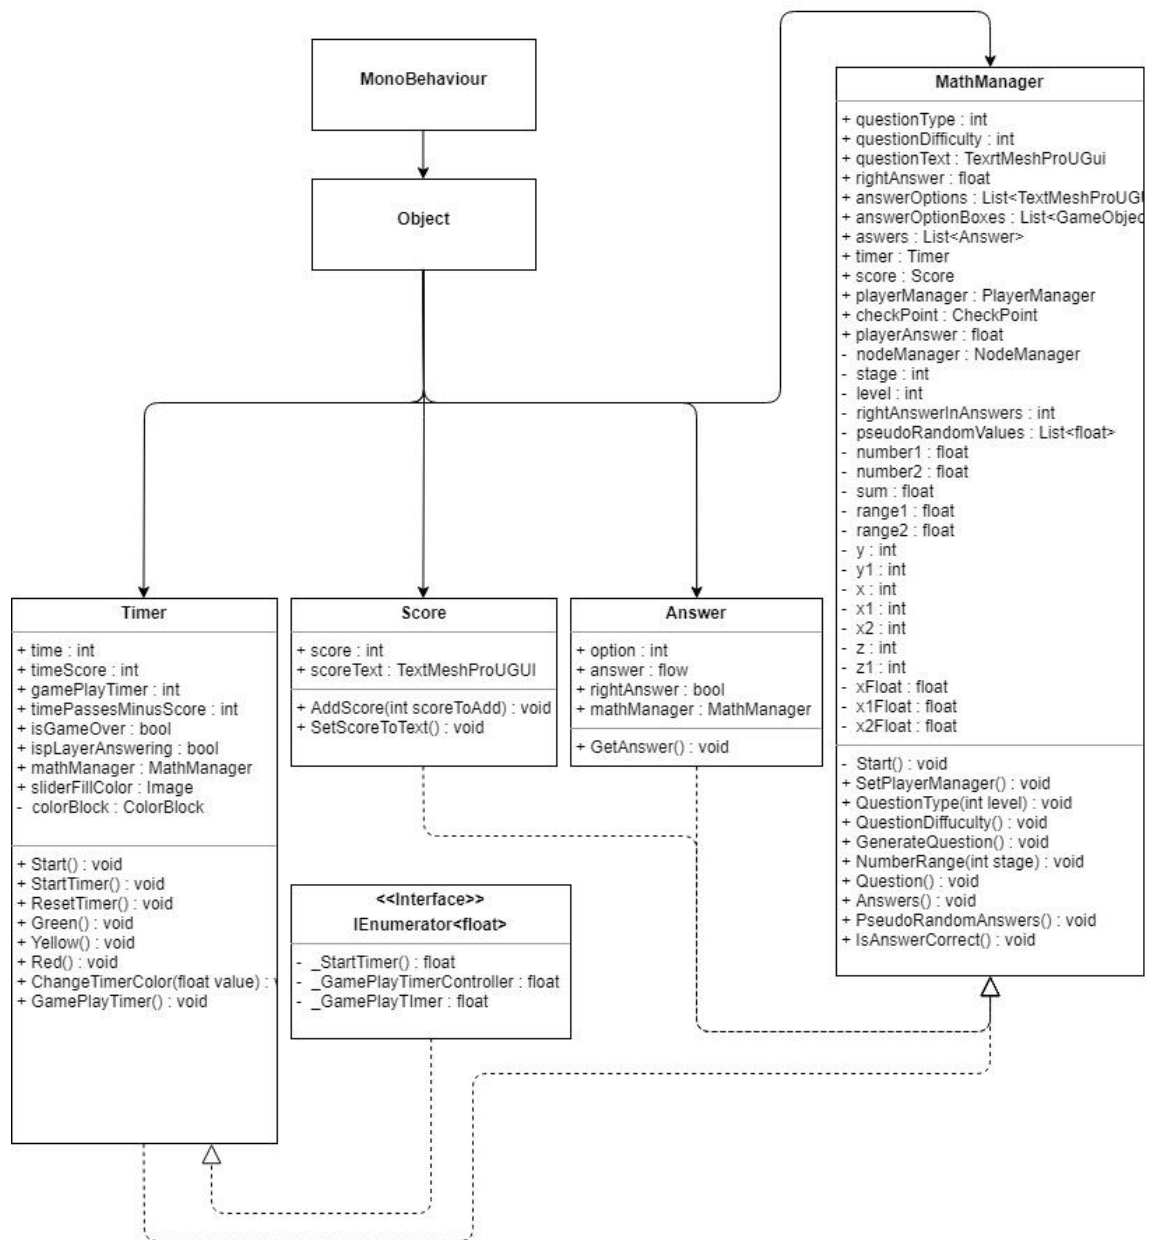 MonoBehaviour
Object
MathManager
+ questionType : int
+ questionDifficulty : int
+ questionText : TexrtMeshProUGui
+ rightAnswer : float
+ answerOptions : List<TextMeshProUGU
+ answerOptionBoxes : List<GameObjec
+ aswers : List<Answer>
+ timer : Timer
+ score : Score
+ playerManager : PlayerManager
+ checkPoint : CheckPoint
+ playerAnswer : float
- nodeManager : NodeManager
- stage : int
- level : int
- rightAnswerInAnswers : int
- pseudoRandomValues : List<float>
- number1 : float
- number2 : float
- sum : float
- range1 : float
- range2 : float
- y : int
- y1 : int
- x : int
- x1 : int
- x2 : int
- z : int
- z1 : int
- xFloat : float
- x1Float : float
- x2Float : float
- Start() : void
+ SetPlayerManager() : void
+ QuestionType(int level) : void
+ QuestionDiffuculty() : void
+ GenerateQuestion() : void
+ NumberRange(int stage) : void
+ Question() : void
+ Answers() : void
+ PseudoRandomAnswers() : void
+ IsAnswerCorrect() : void
Timer
+ time : int
+ timeScore : int
+ gamePlayTimer : int
+ timePassesMinusScore : int
+ isGameOver : bool
+ ispLayerAnswering : bool
+ mathManager : MathManager
+ sliderFillColor : Image
- colorBlock : ColorBlock
+ Start() : void
+ StartTimer() : void
+ ResetTimer() : void
+ Green() : void
+ Yellow() : void
+ Red() : void
+ ChangeTimerColor(float value) :
+ GamePlayTimer() : void
Score
+ score : int
+ scoreText : TextMeshProUGUI
+ AddScore(int scoreToAdd) : void
+ SetScoreToText() : void
Answer
+ option : int
+ answer : flow
+ rightAnswer : bool
+ mathManager : MathManager
+ GetAnswer() : void
<<Interface>>
IEnumerator<float>
- _StartTimer() : float
- _GamePlayTimerController : float
- _GamePlayTImer : float